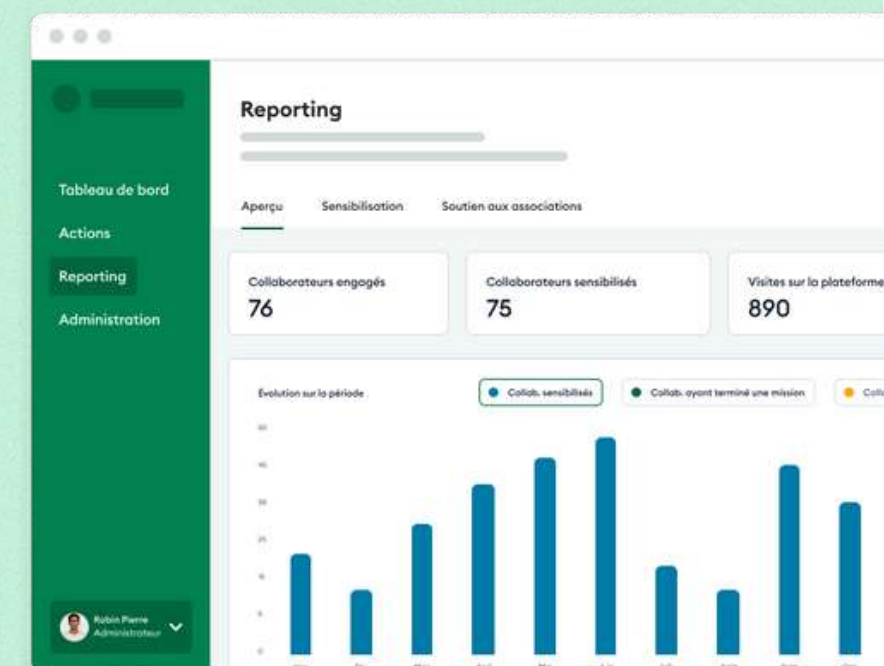 Reporting
Tableau de bord
Actions
Reporting
Administration
Aperçu Sensibilisation Soutien aux associations
Collaborateurs engagés
76
Collaborateurs sensibilisés
75
Visites sur la plateforme
890
Évolution sur la période
Collab. sensibilisés
Collab. ayant terminé une mission
Robin Pierre
Administrateur